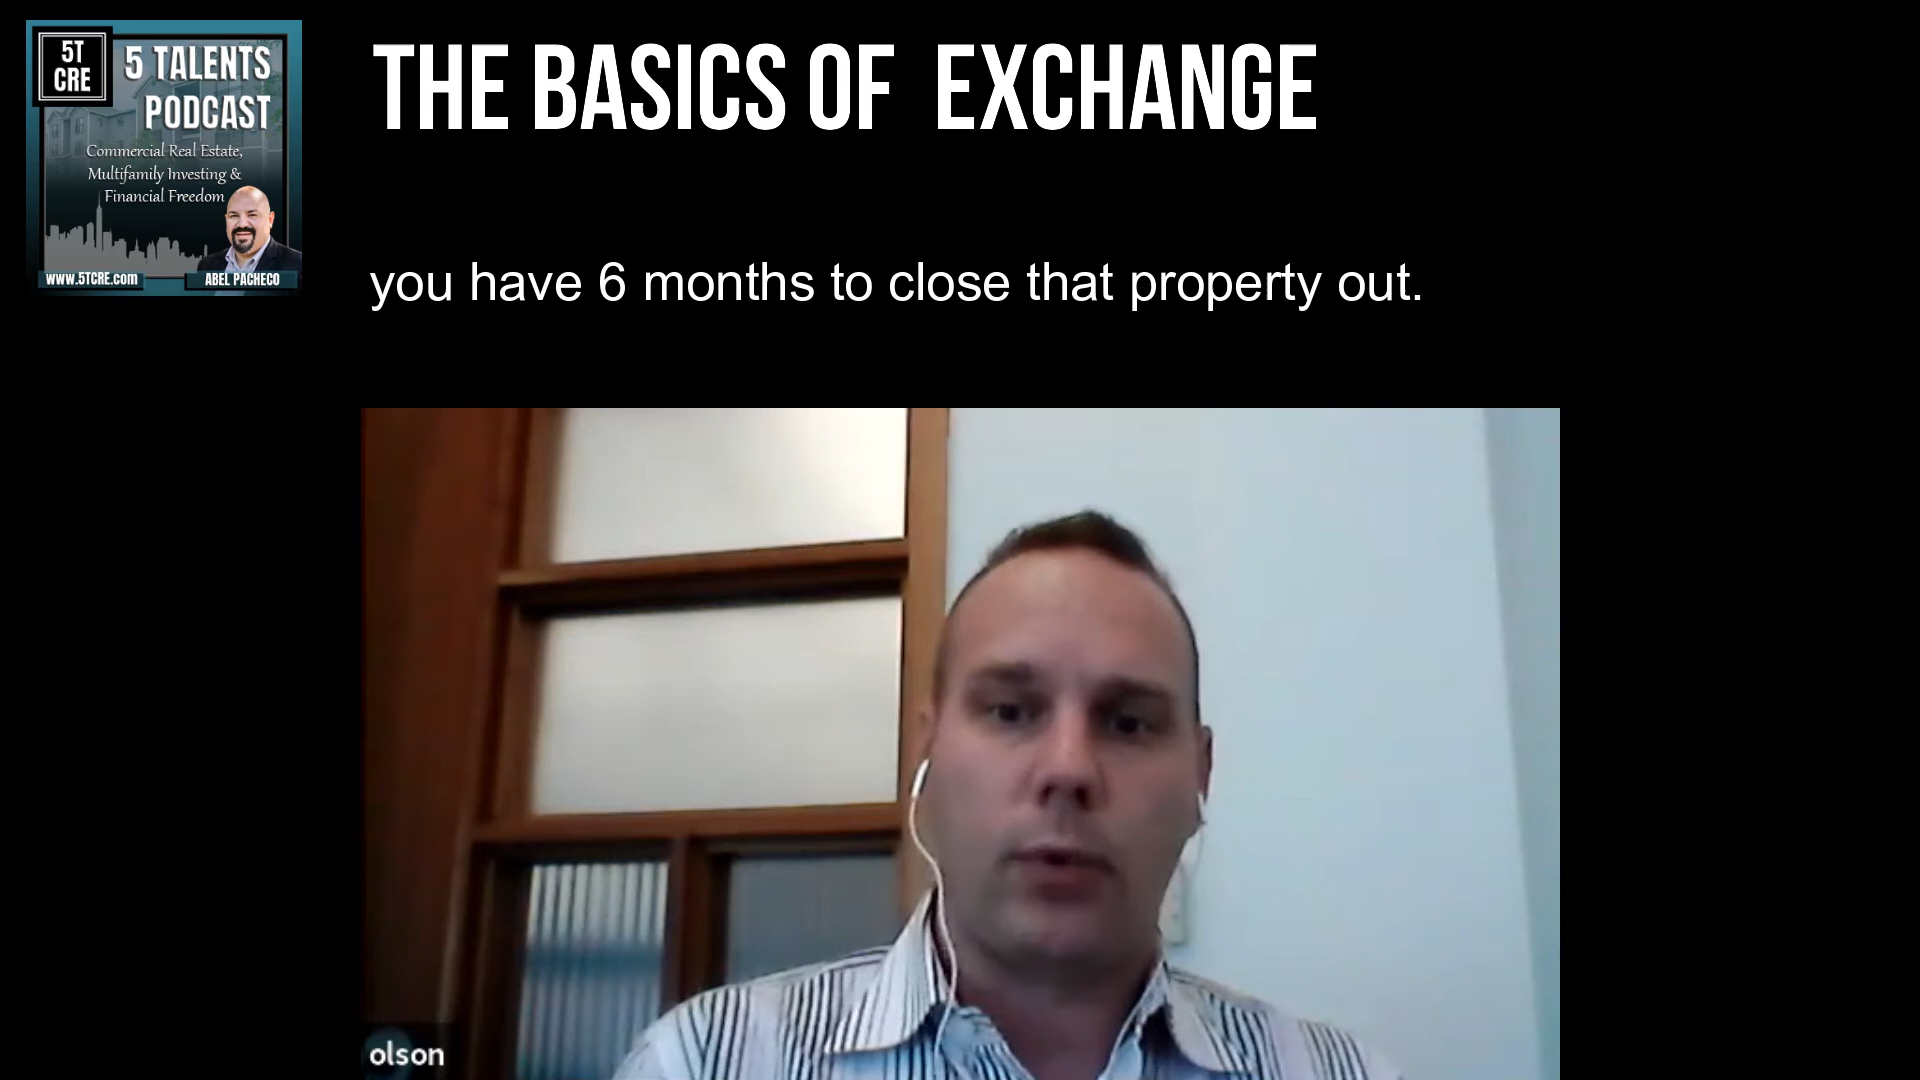 5T
CRE
5 TALENTS
PODCAST
Commercial Real Estate,
Multifamily Investing &
Financial Freedom
www.5TCRE.com
ABEL PACHECO
THE BASICS OF EXCHANGE
you have 6 months to close that property out.
olson